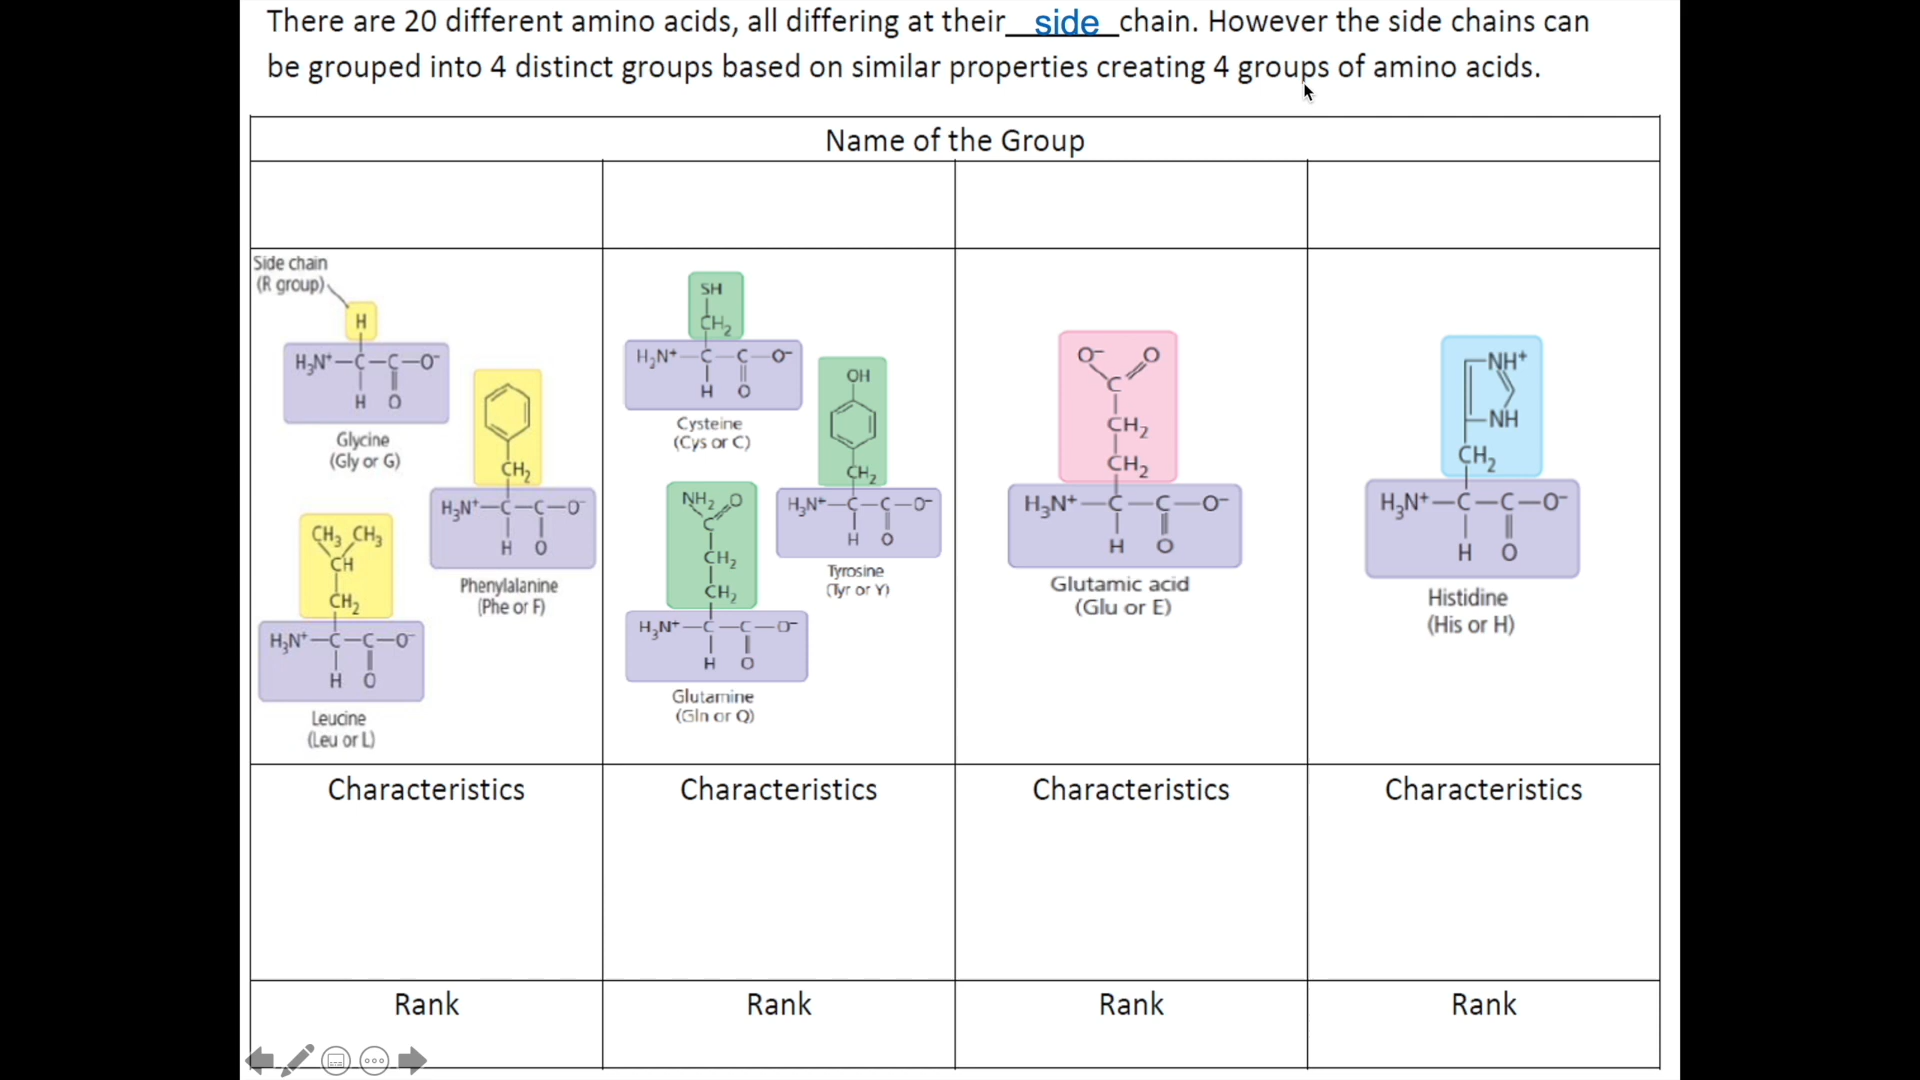 There are 20 different amino acids, all differing at their side chain. However the side chains can
be grouped into 4 distinct groups based on similar properties creating 4 groups of amino acids.
Name of the Group
Side chain
(R group)
H
H₃N⁺—C—C—O⁻
H O
Glycine
(Gly or G)
CH₂
H₃N⁺—C—C—O⁻
H O
Phenylalanine
(Phe or F)
CH₃ CH₃
CH
CH₂
H₃N⁺—C—C—O⁻
H O
Leucine
(Leu or L)
SH
CH₂
H₃N⁺—C—C—O⁻
H O
Cysteine
(Cys or C)
OH
CH₂
H₃N⁺—C—C—O⁻
H O
Tyrosine
(Tyr or Y)
NH₂ O
C
CH₂
CH₂
H₃N⁺—C—C—O⁻
H O
Glutamine
(Gln or Q)
O⁻ O
C
CH₂
CH₂
H₃N⁺—C—C—O⁻
H O
Glutamic acid
(Glu or E)
NH⁺
NH
CH₂
H₃N⁺—C—C—O⁻
H O
Histidine
(His or H)
Characteristics Characteristics Characteristics Characteristics
Rank Rank Rank Rank